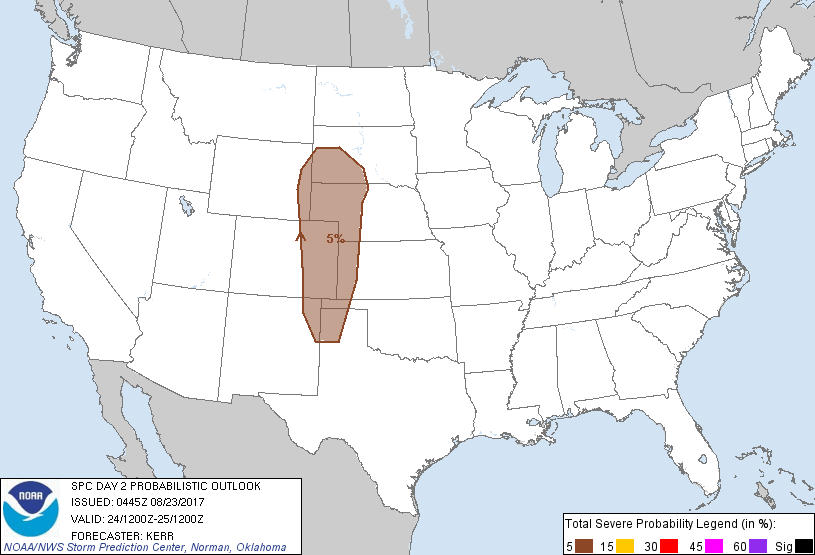 5%
NOAA
SPC DAY 2 PROBABILISTIC OUTLOOK
ISSUED: 0445Z 08/23/2017
VALID: 24/1200Z-25/1200Z
FORECASTER: KERR
NOAA/NWS Storm Prediction Center, Norman, Oklahoma
Total Severe Probability Legend (in %):
5 15 30 45 60 Sig